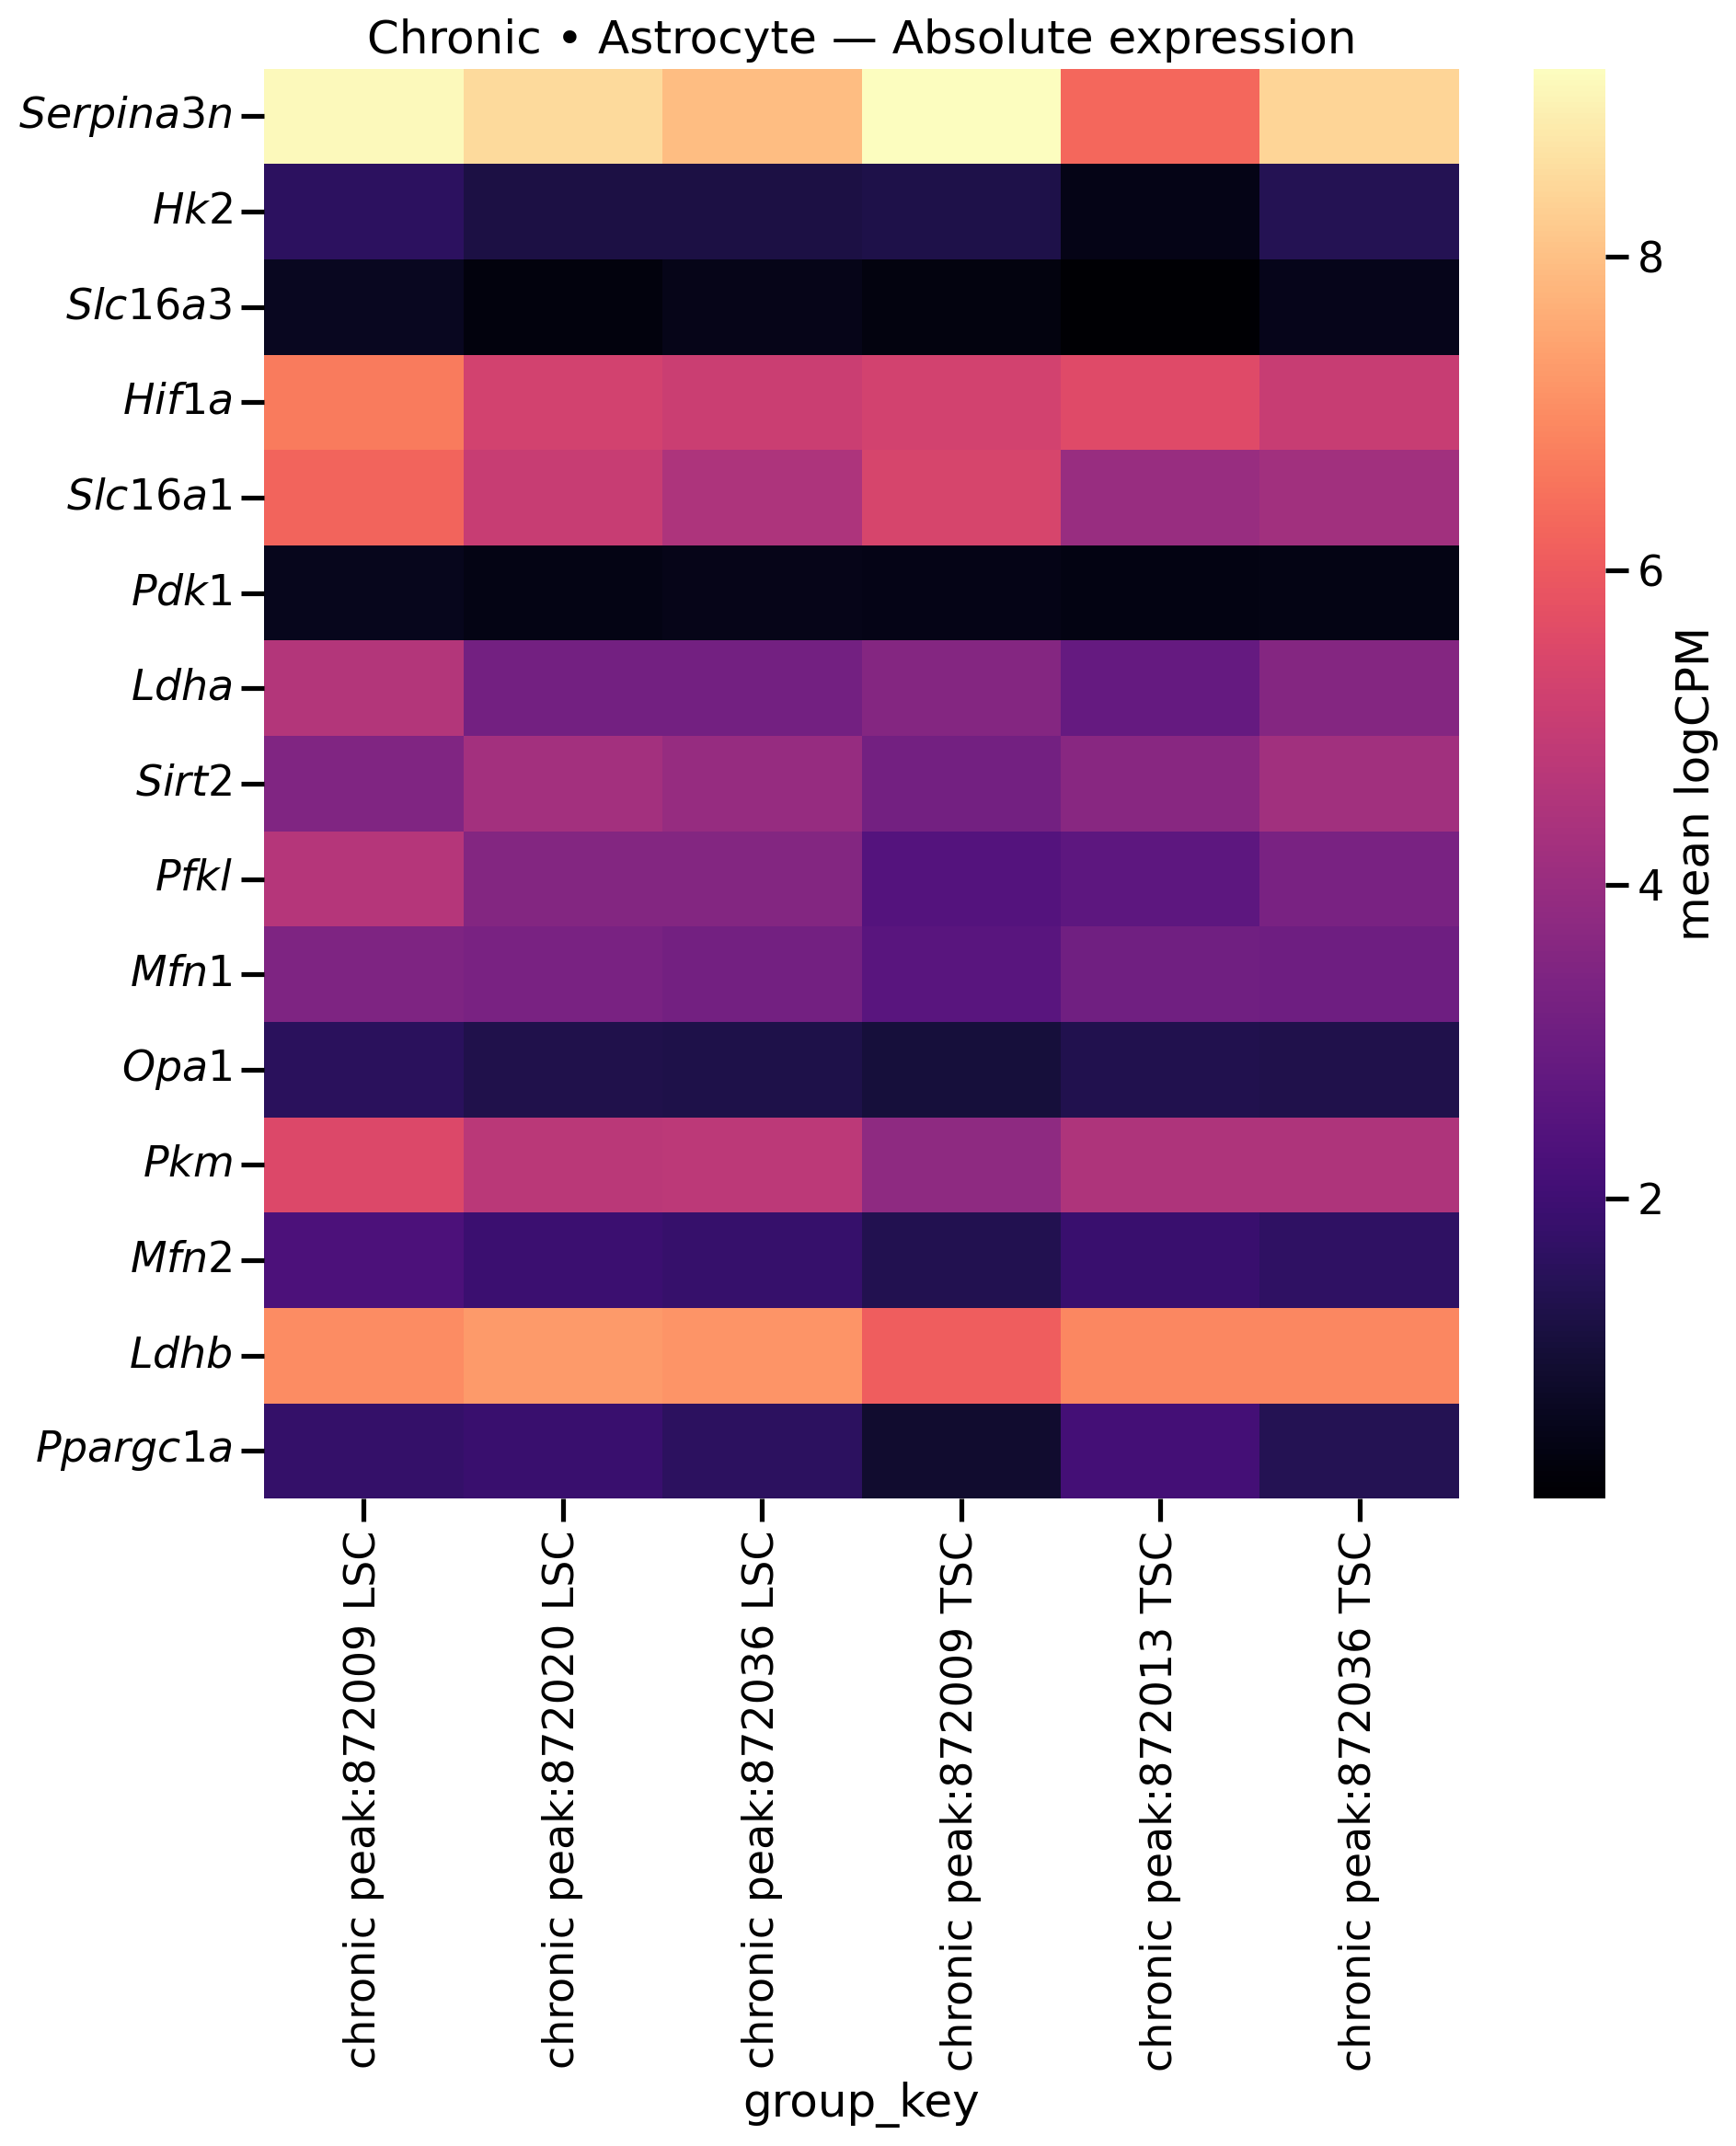 Chronic • Astrocyte — Absolute expression
Serpina3n
Hk2
Slc16a3
Hif1a
Slc16a1
Pdk1
Ldha
Sirt2
Pfkl
Mfn1
Opa1
Pkm
Mfn2
Ldhb
Ppargc1a
chronic peak:872009 LSC
chronic peak:872020 LSC
chronic peak:872036 LSC
chronic peak:872009 TSC
chronic peak:872013 TSC
chronic peak:872036 TSC
group_key
8
6
4
2
mean logCPM